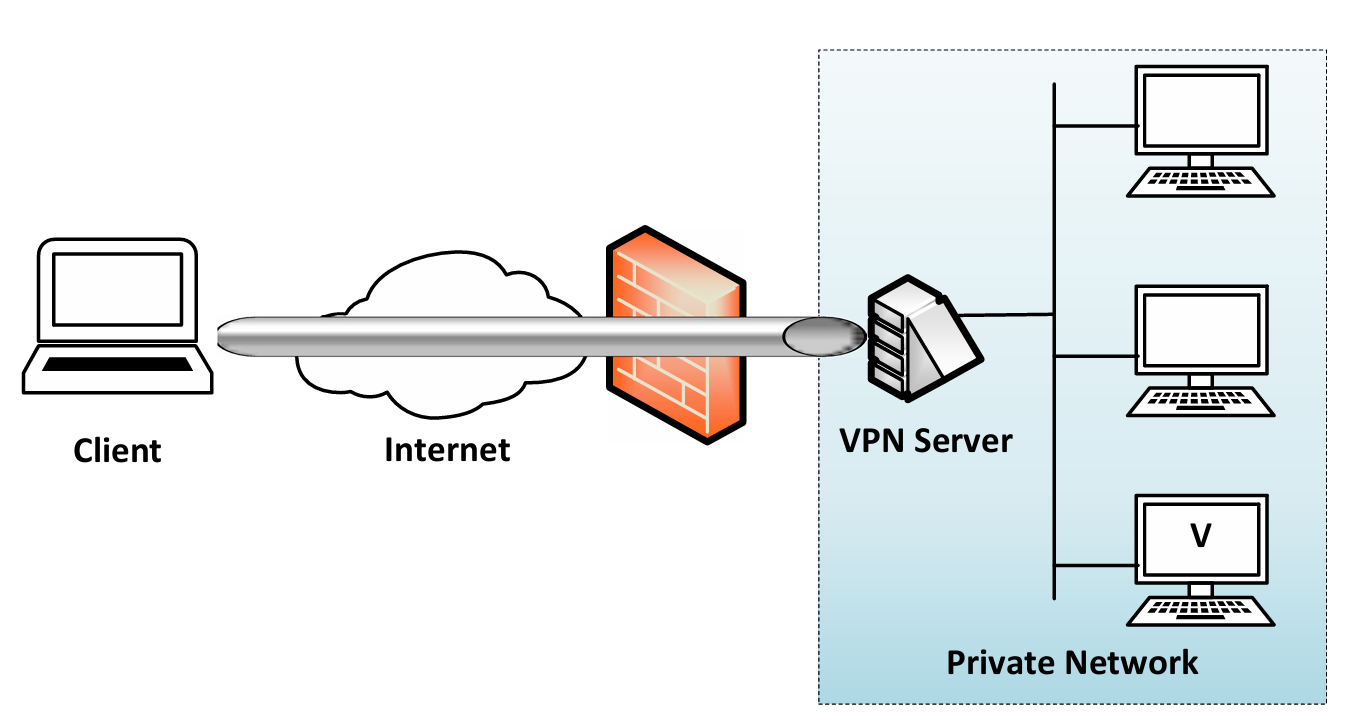 Client
Internet
VPN Server
V
Private Network